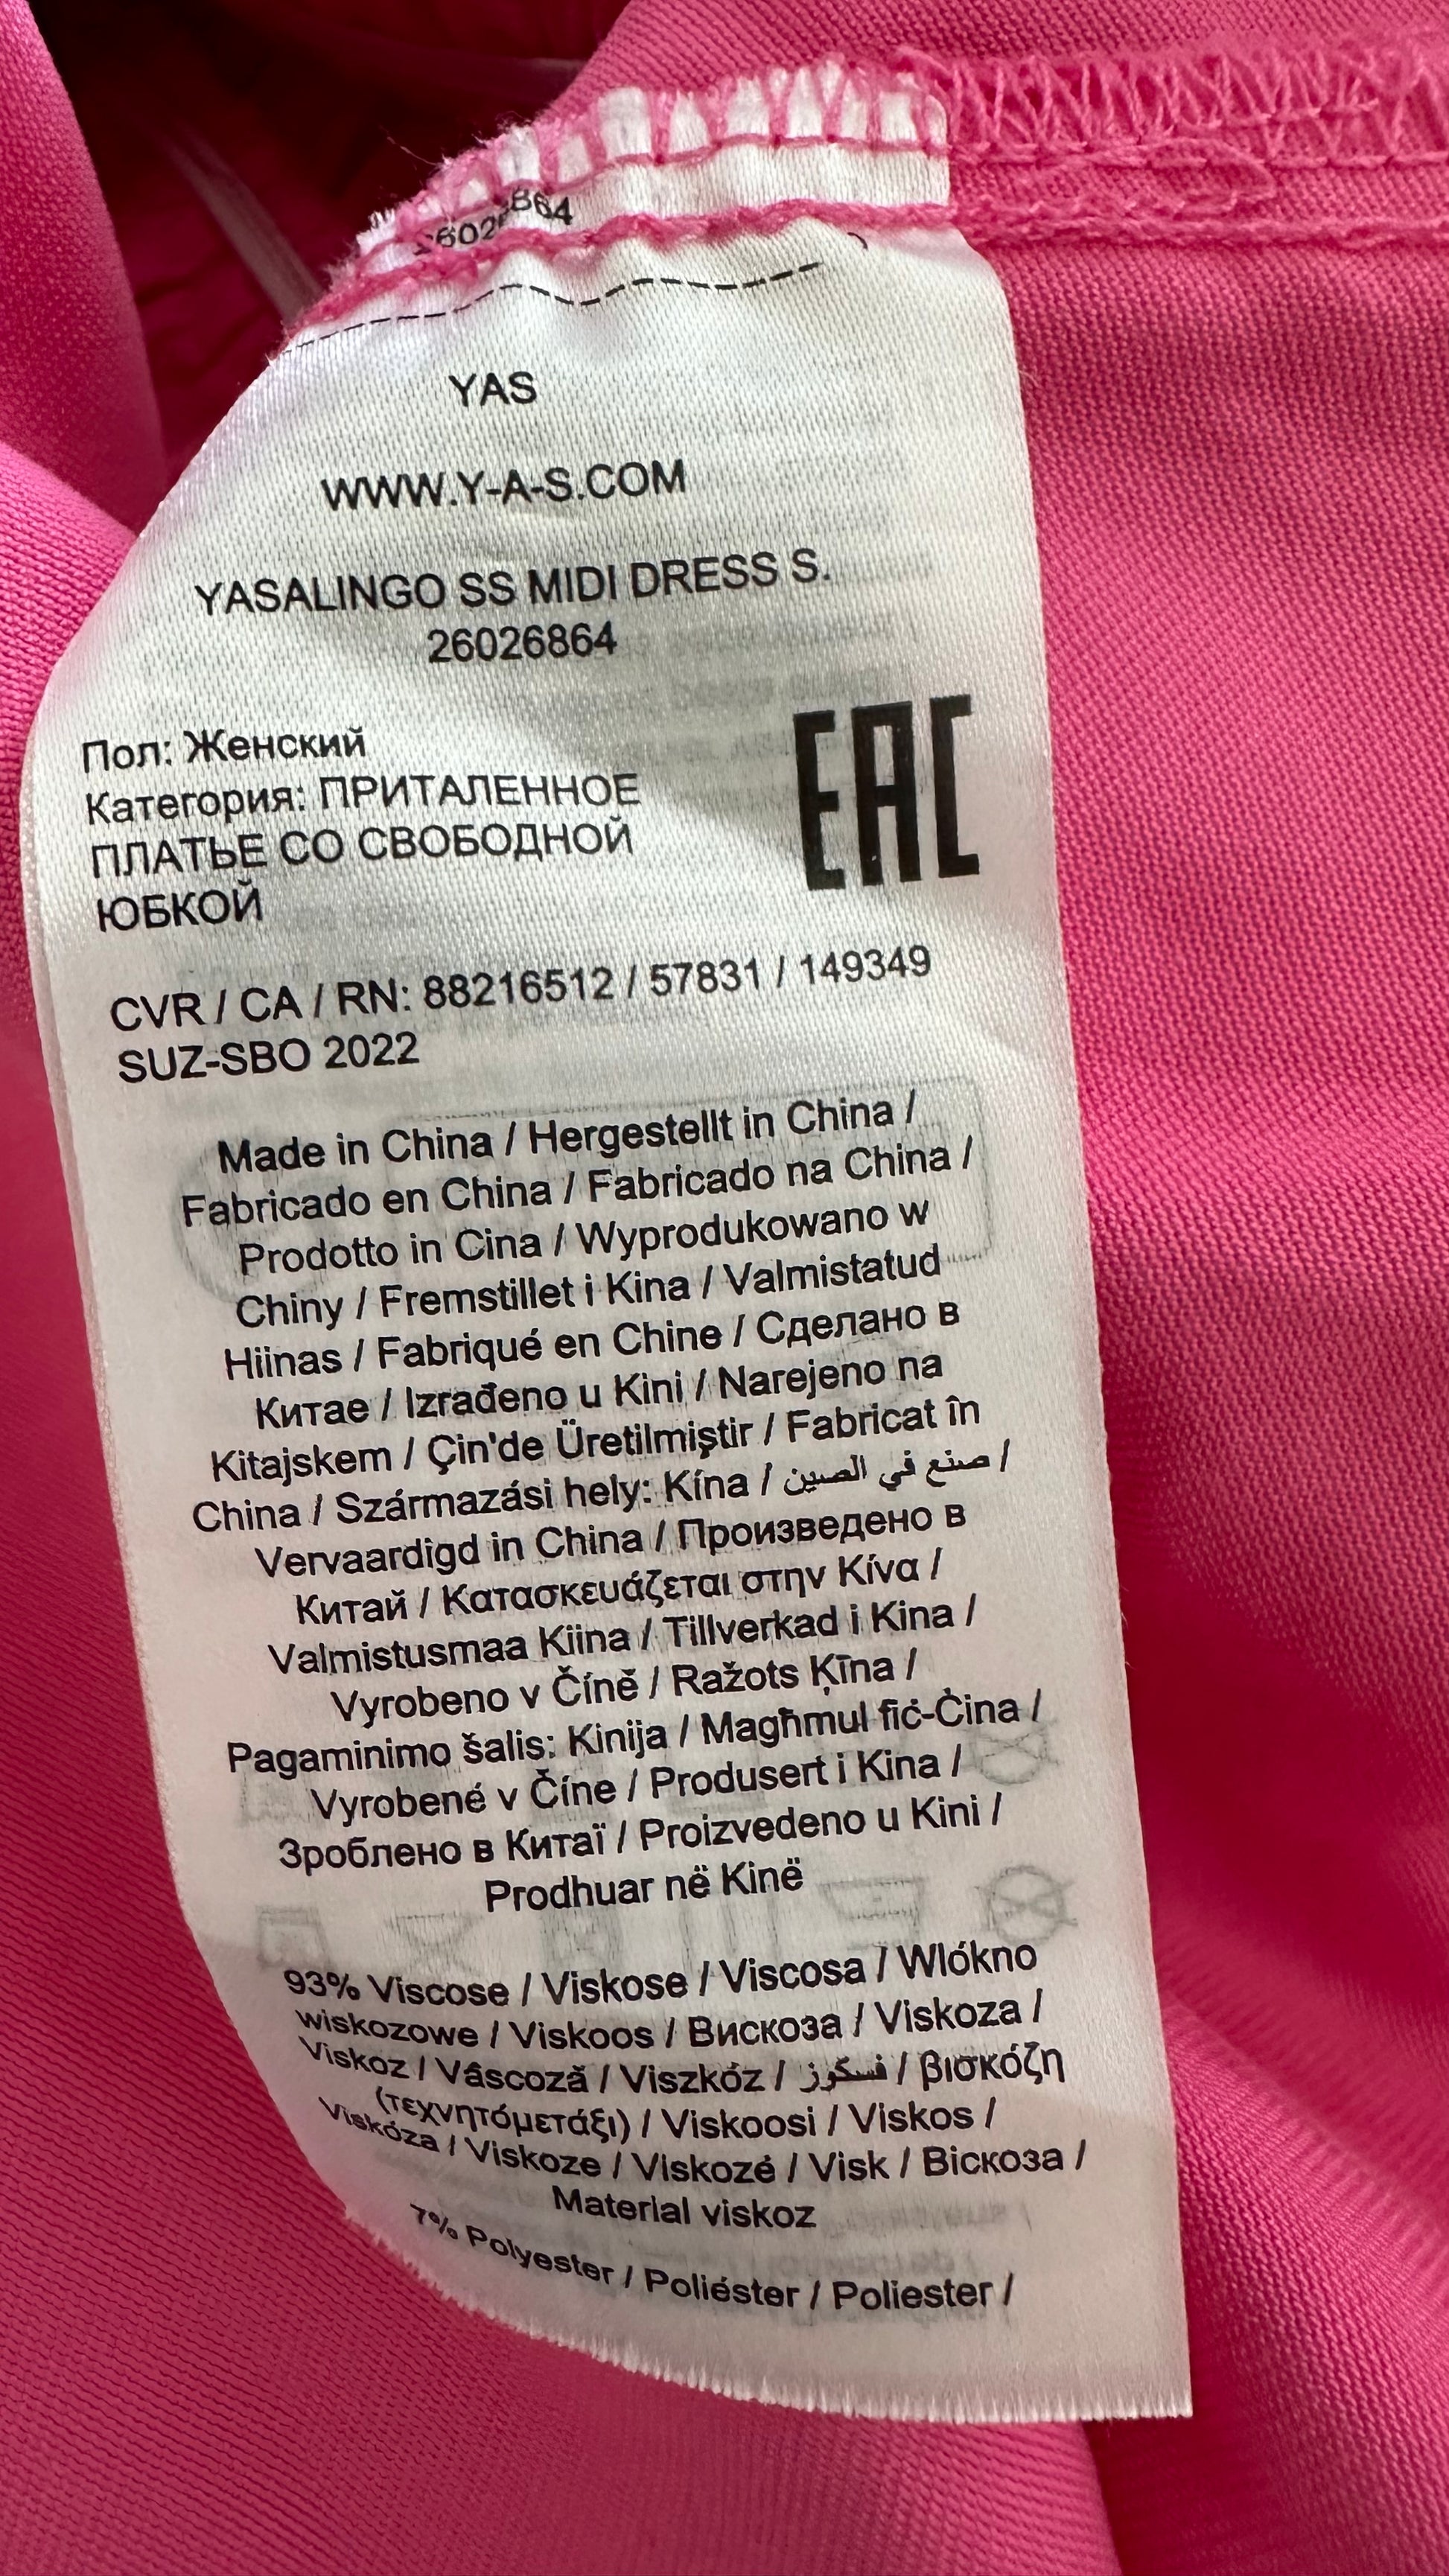 YAS
WWW.Y-A-S.COM
YASALINGO SS MIDI DRESS S.
26026864
Пол: Женский
Категория: ПРИТАЛЕННОЕ
ПЛАТЬЕ СО СВОБОДНОЙ
ЮБКОЙ
EAC
CVR / CA / RN: 88216512 / 57831 / 149349
SUZ-SBO 2022
Made in China / Hergestellt in China /
Fabricado en China / Fabricado na China /
Prodotto in Cina / Wyprodukowano w
Chiny / Fremstillet i Kina / Valmistatud
Hiinas / Fabriqué en Chine / Сделано в
Китае / Izrađeno u Kini / Narejeno na
Kitajskem / Çin'de Üretilmiştir / Fabricat în
China / Származási hely: Kína / صنع في الصين /
Vervaardigd in China / Произведено в
Китай / Κατασκευάζεται στην Κίνα /
Valmistusmaa Kiina / Tillverkad i Kina /
Vyrobeno v Číně / Ražots Ķīna /
Pagaminimo šalis: Kinija / Magħmul fiċ-Ċina /
Vyrobené v Číne / Produsert i Kina /
Зроблено в Китаї / Proizvedeno u Kini /
Prodhuar në Kinë
93% Viscose / Viskose / Viscosa / Wlókno
wiskozowe / Viskoos / Вискоза / Viskoza /
Viskoz / Vâscoză / Viszkóz / فسكوز / βισκόζη
(τεχνητόμετάξι) / Viskoosi / Viskos /
Viskóza / Viskoze / Viskozé / Visk / Віскоза /
Material viskoz
7% Polyester / Poliéster / Poliester /